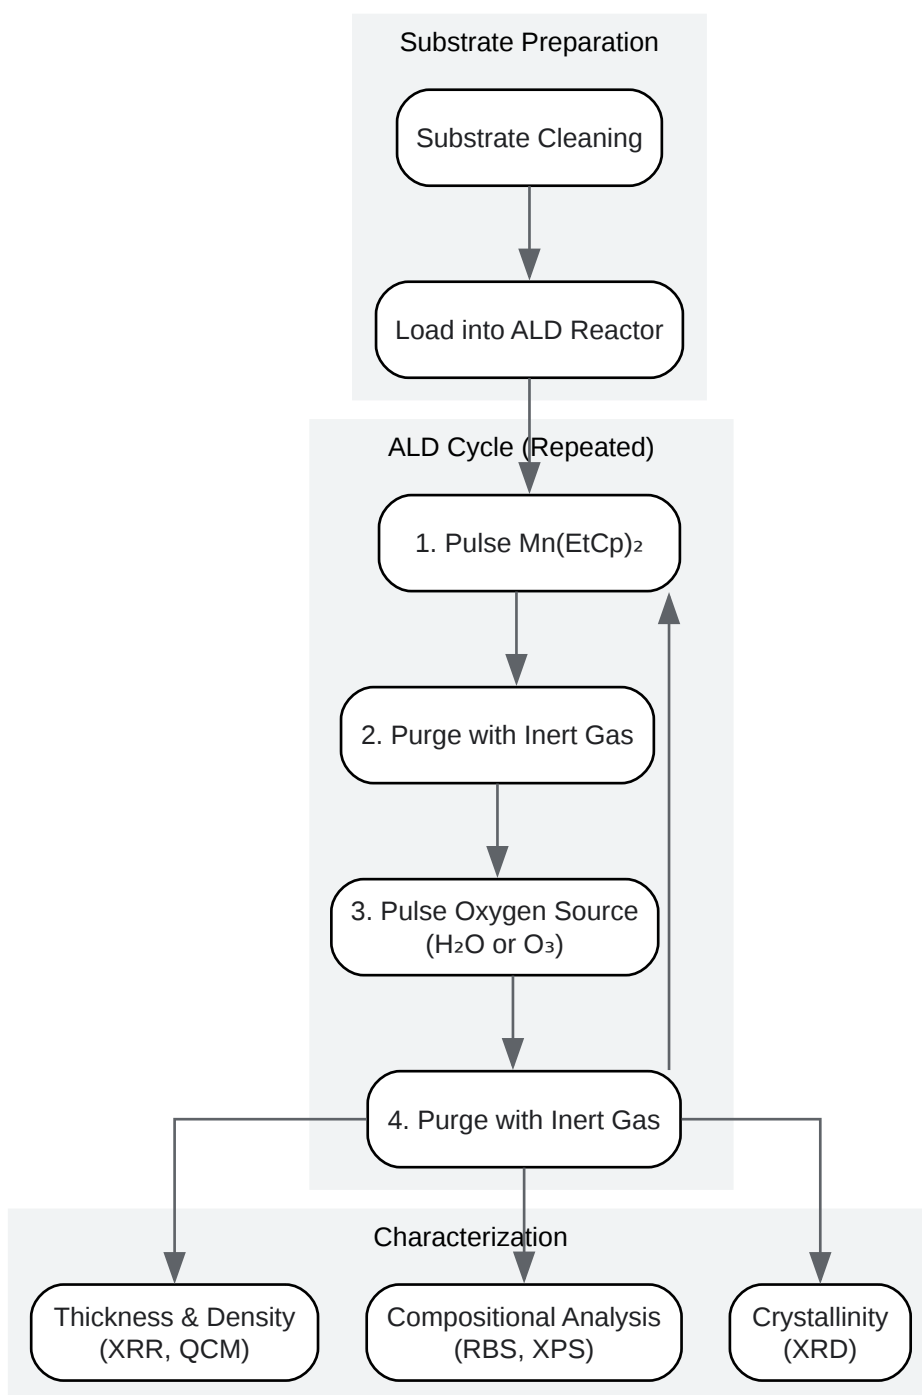 Substrate Preparation
Substrate Cleaning
Load into ALD Reactor
ALD Cycle (Repeated)
1. Pulse Mn(EtCp)₂
2. Purge with Inert Gas
3. Pulse Oxygen Source
(H₂O or O₃)
4. Purge with Inert Gas
Characterization
Thickness & Density
(XRR, QCM)
Compositional Analysis
(RBS, XPS)
Crystallinity
(XRD)